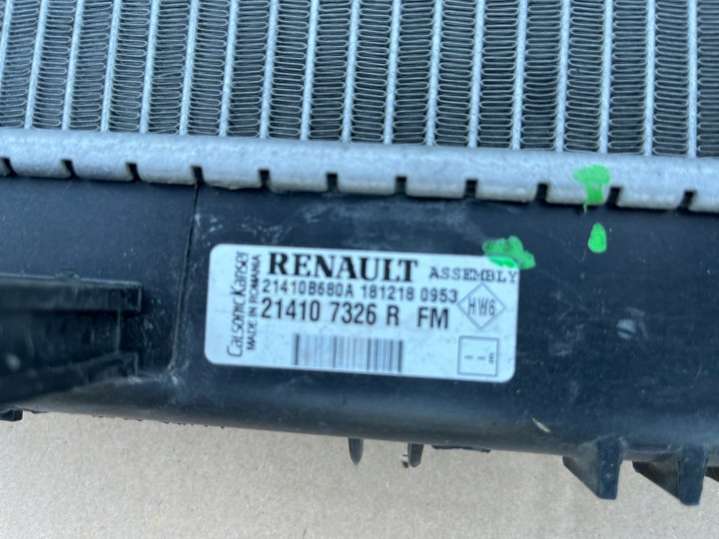 RENAULT ASSEMBLY
21410B680A 181218 0953
21410 7326 R FM
CalsonicKansei
MADE IN ROMANIA
HW6